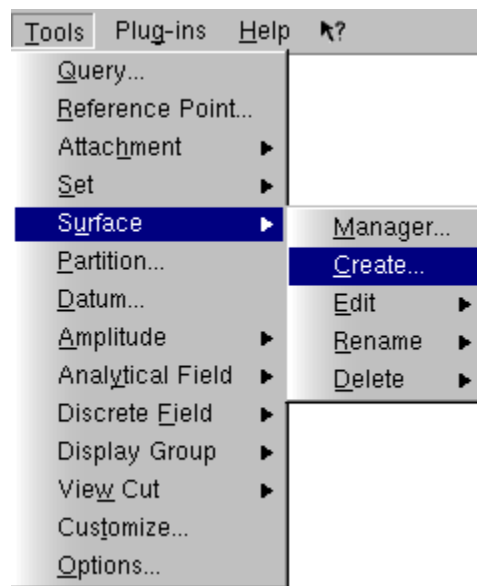 Tools Plug-ins Help ?
Query...
Reference Point...
Attachment
Set
Surface
Manager...
Partition...
Create...
Datum...
Edit
Amplitude
Rename
Analytical Field
Delete
Discrete Field
Display Group
View Cut
Customize...
Options...